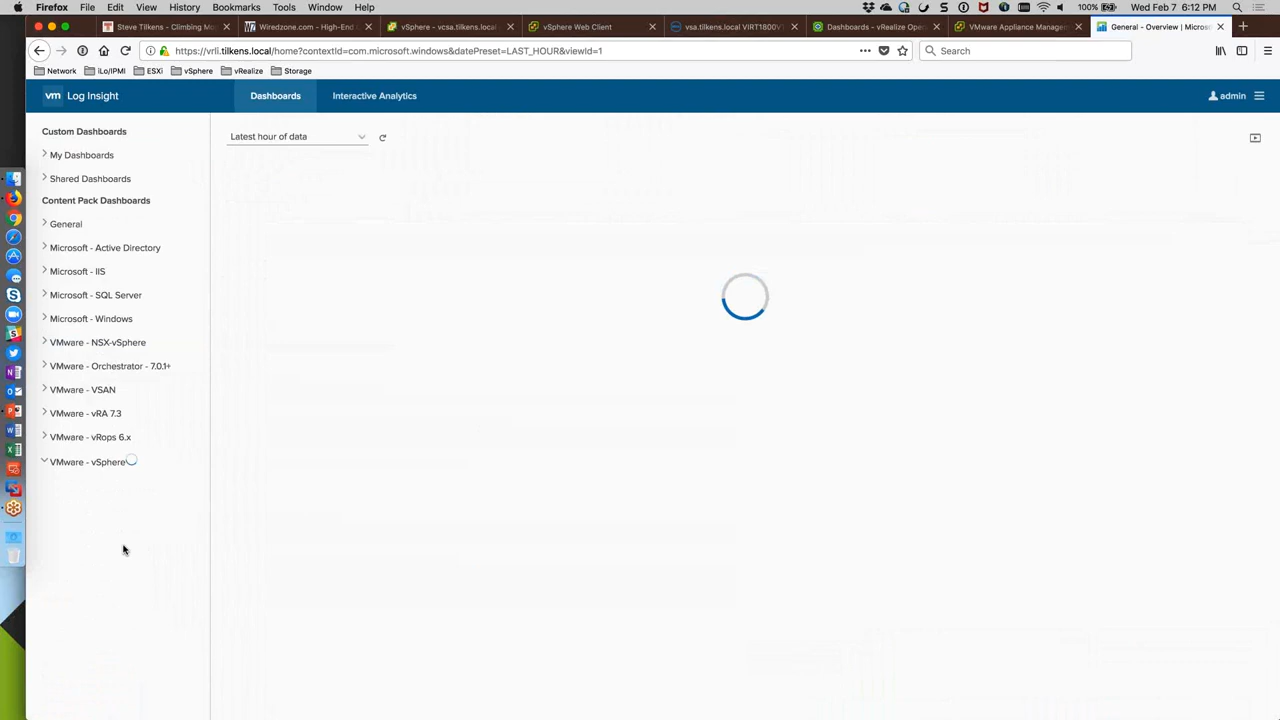 Firefox File Edit View History Bookmarks Tools Window Help
100% Wed Feb 7 6:12 PM
Steve Tilkens - Climbing Mo
Wiredzone.com - High-End U
vSphere - vcsa.tilkens.local
vSphere Web Client
vcsa.tilkens.local VIRT1800V
Dashboards - vRealize Oper
VMware Appliance Managem
General - Overview | Micros
https://vrli.tilkens.local/home?contextId=com.microsoft.windows&datePreset=LAST_HOUR&viewId=1
Search
Network iLo/IPMI ESXi vSphere vRealize Storage
vm Log Insight Dashboards Interactive Analytics admin
Custom Dashboards
Latest hour of data
My Dashboards
Shared Dashboards
Content Pack Dashboards
General
Microsoft - Active Directory
Microsoft - IIS
Microsoft - SQL Server
Microsoft - Windows
VMware - NSX-vSphere
VMware - Orchestrator - 7.0.1+
VMware - VSAN
VMware - vRA 7.3
VMware - vRops 6.x
VMware - vSphere